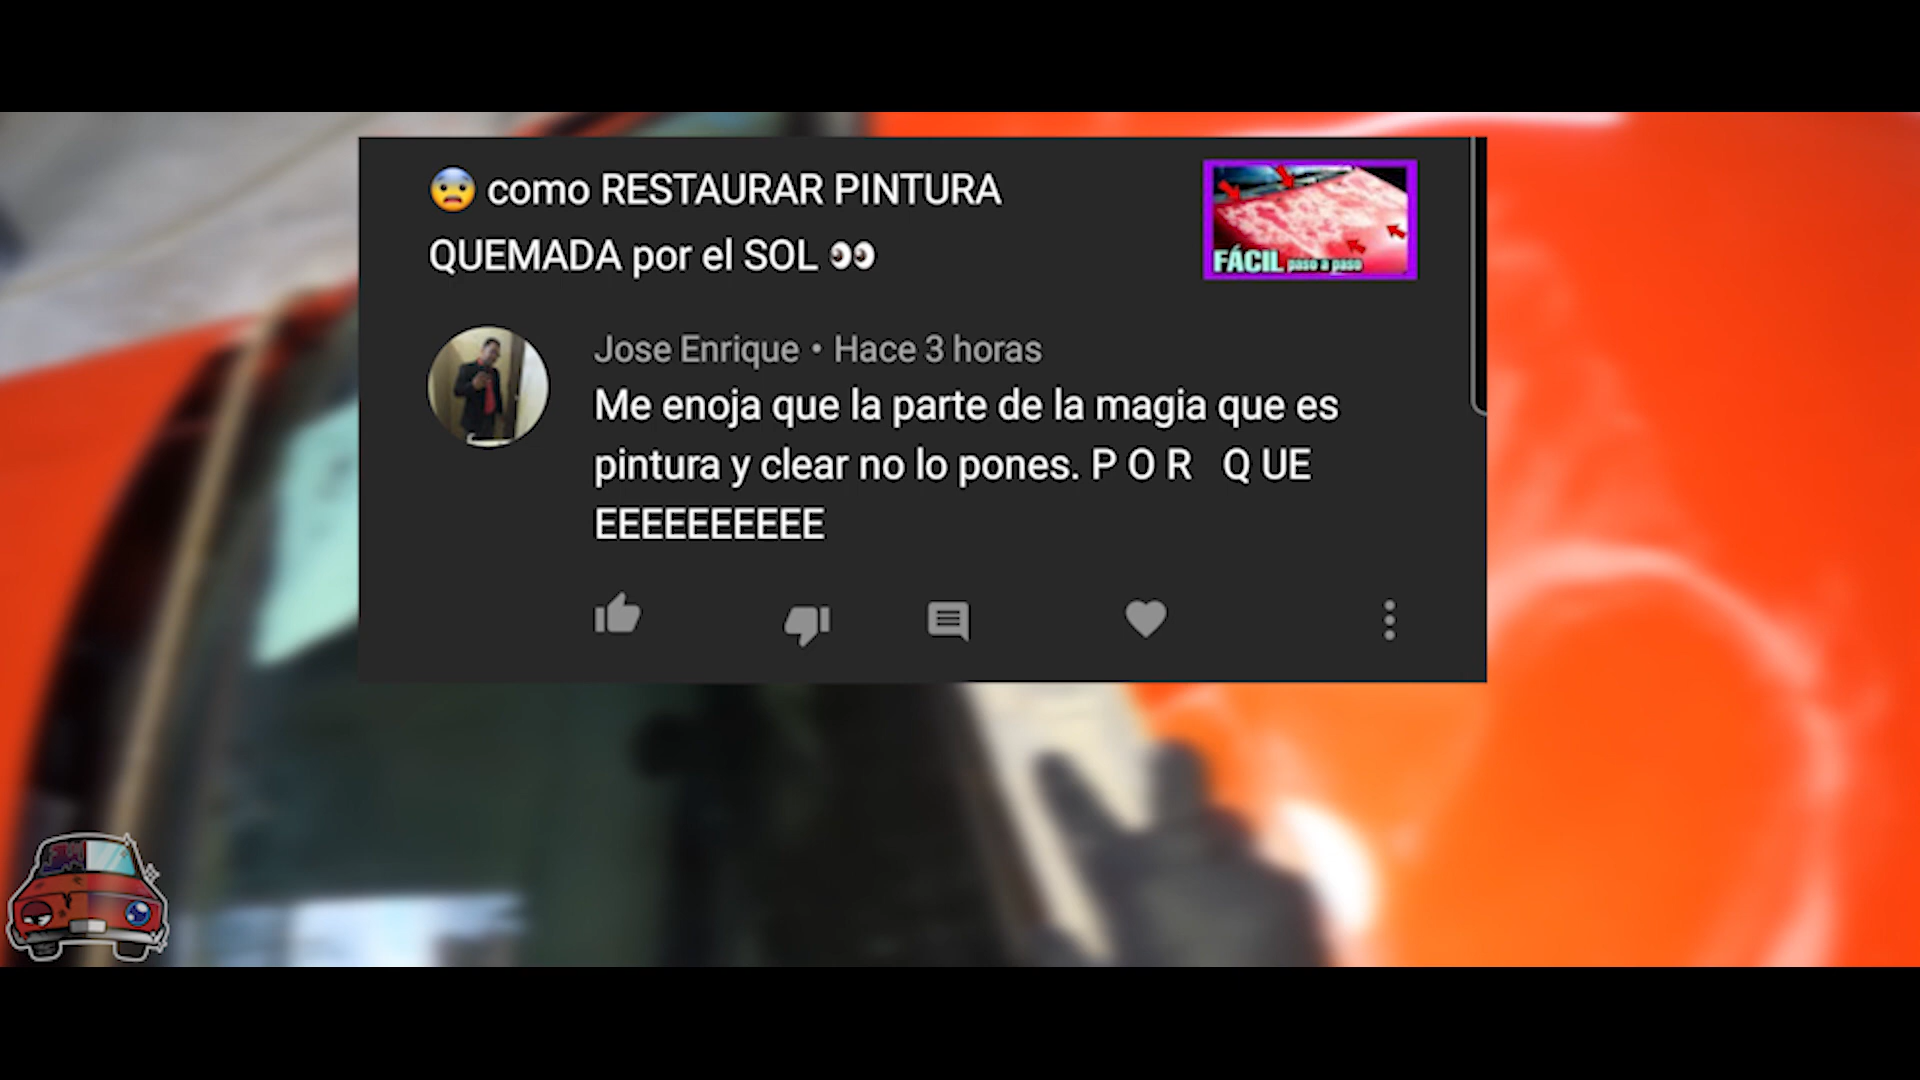 😨 como RESTAURAR PINTURA
QUEMADA por el SOL 👀
FÁCIL paso a paso
Jose Enrique • Hace 3 horas
Me enoja que la parte de la magia que es
pintura y clear no lo pones. P O R   Q UE
EEEEEEEEEE